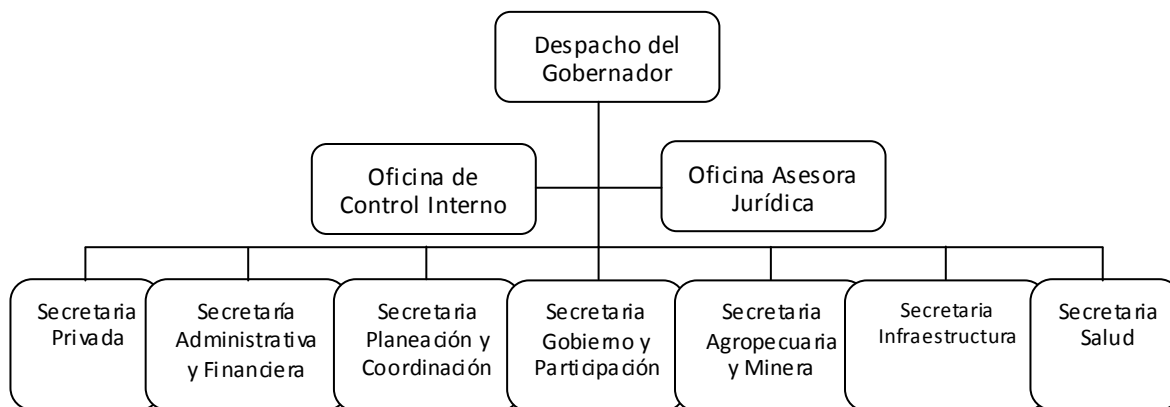 Despacho del
Gobernador
Oficina de
Control Interno
Oficina Asesora
Jurídica
Secretaria
Privada
Secretaría
Administrativa
y Financiera
Secretaria
Planeación y
Coordinación
Secretaria
Gobierno y
Participación
Secretaria
Agropecuaria
y Minera
Secretaria
Infraestructura
Secretaria
Salud